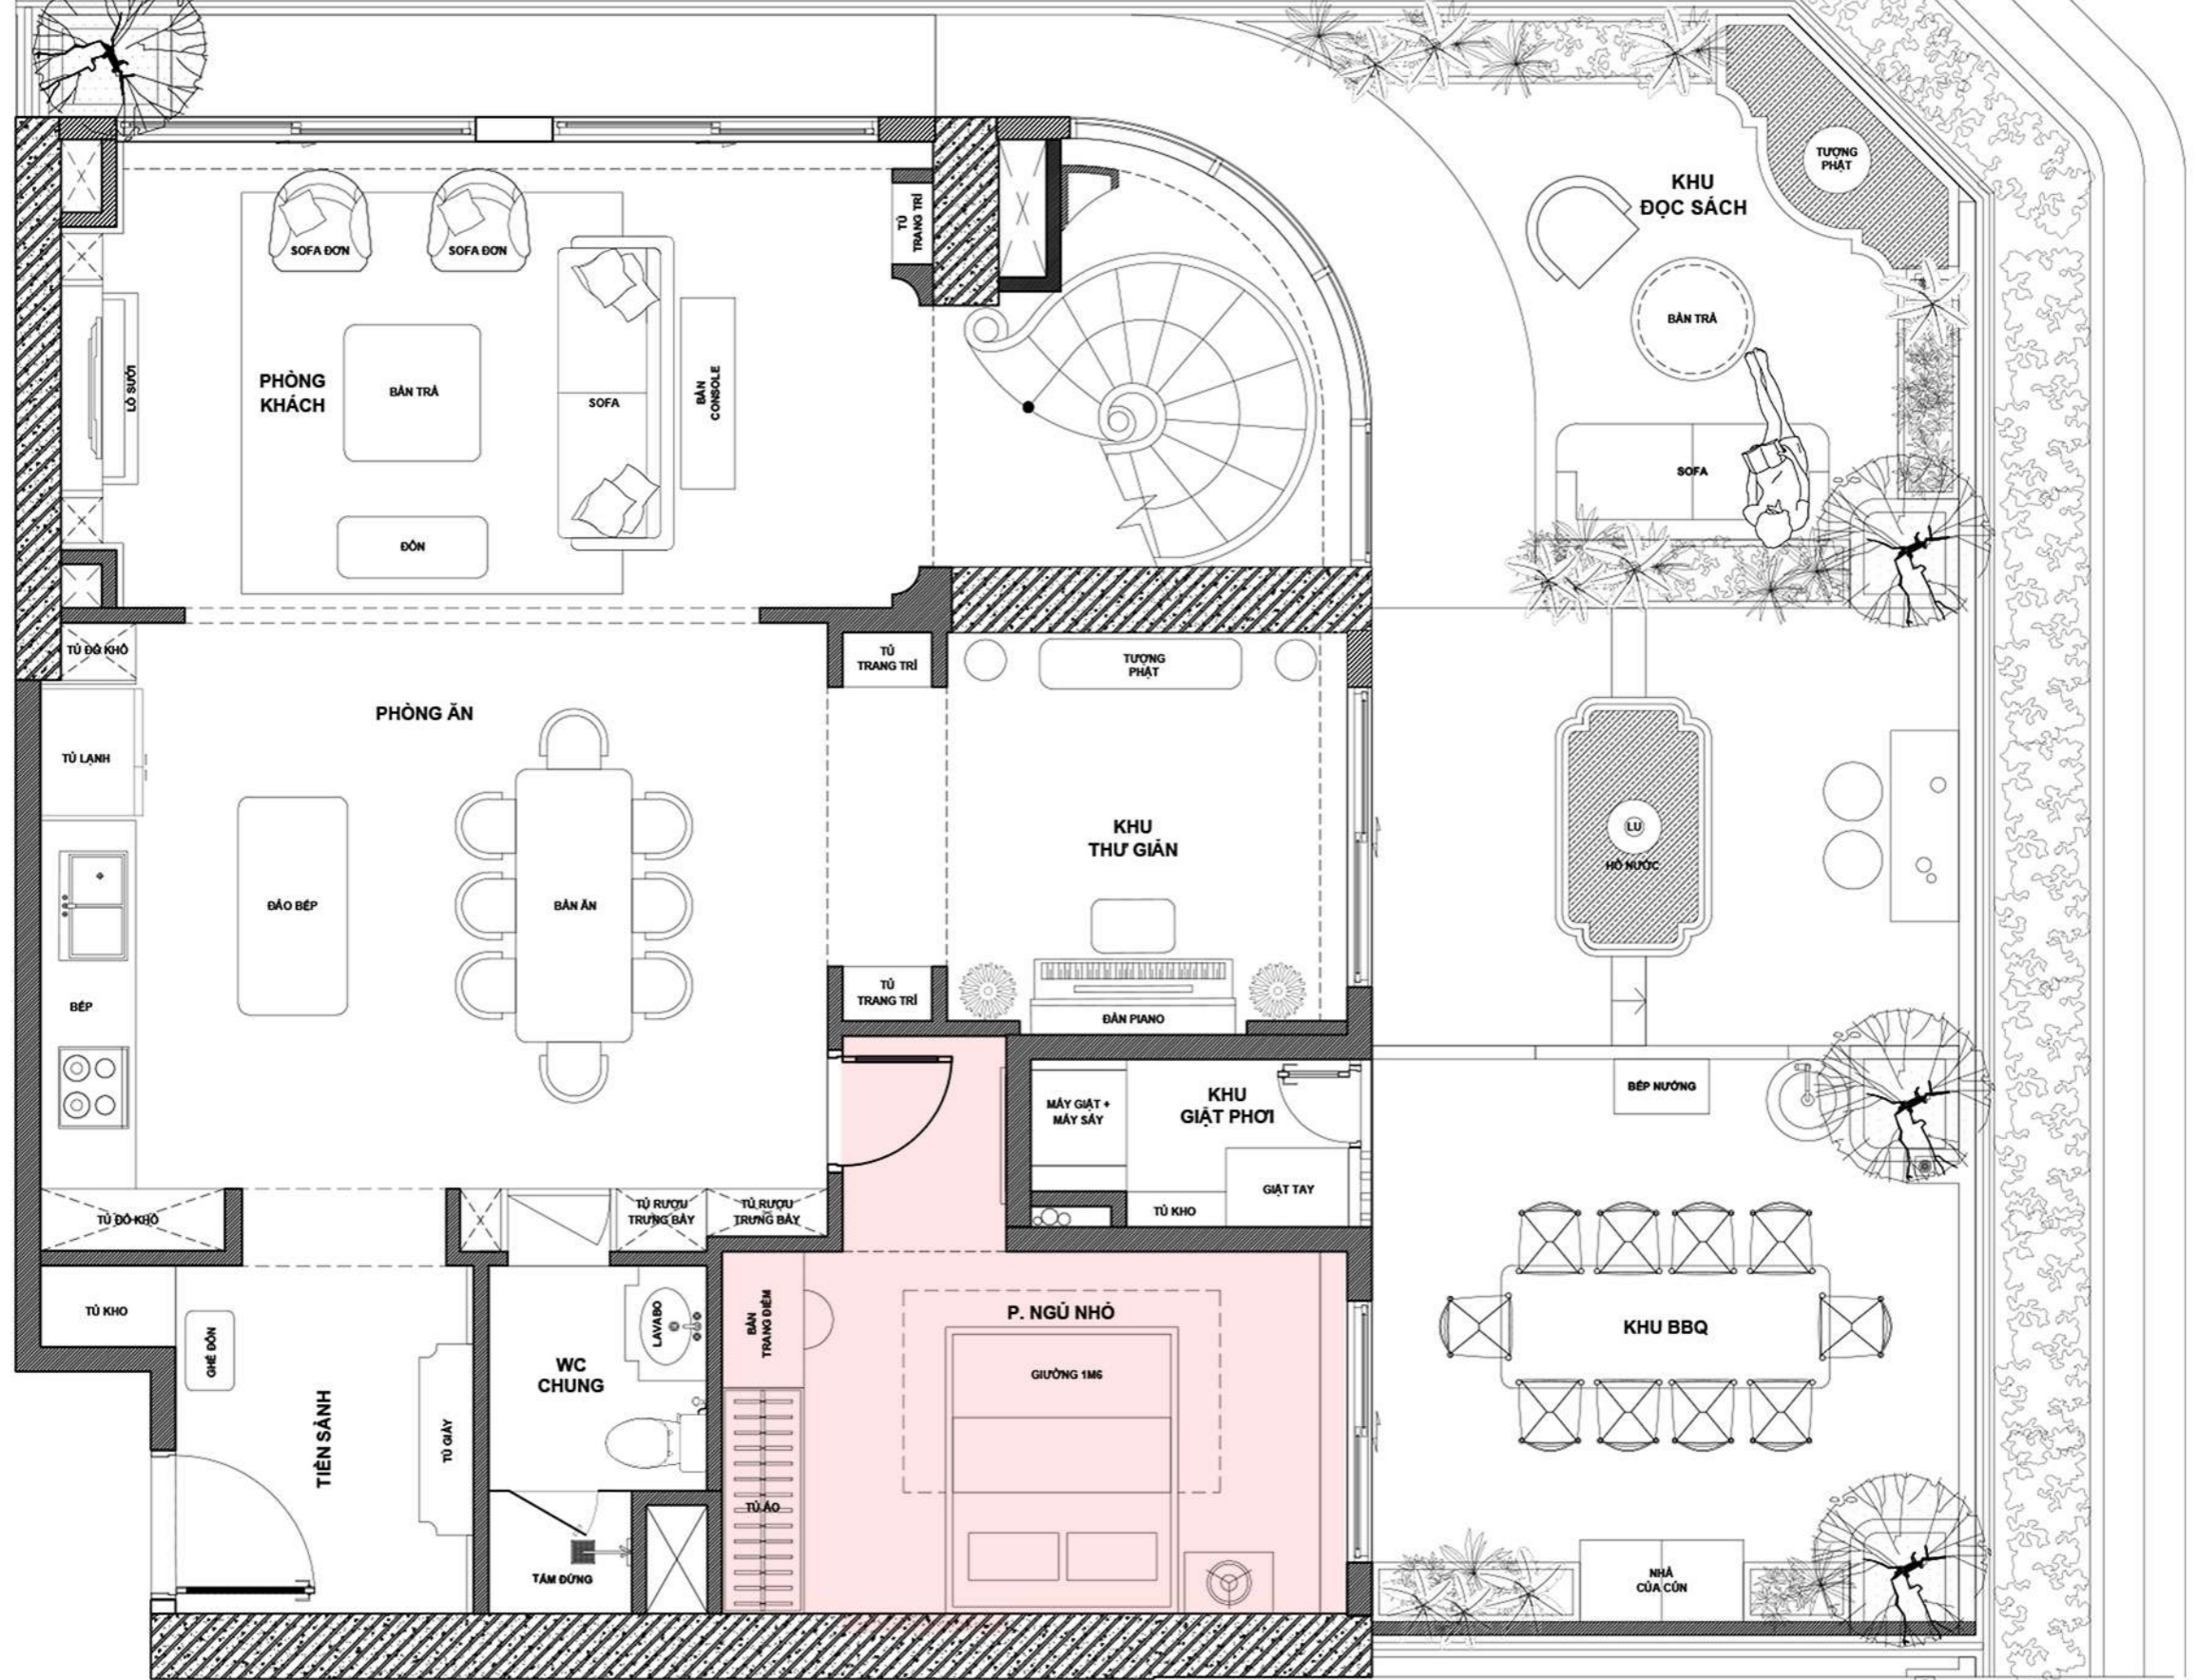 TỦ
TRANG TRÍ
SOFA ĐƠN
SOFA ĐƠN
LÒ SƯỞI
PHÒNG
KHÁCH
BÀN TRÀ
SOFA
BÀN
CONSOLE
ĐÔN
KHU
ĐỌC SÁCH
TƯỢNG
PHẬT
BÀN TRÀ
SOFA
TỦ ĐỒ KHÔ
PHÒNG ĂN
TỦ LẠNH
ĐẢO BẾP
BÀN ĂN
BẾP
TỦ
TRANG TRÍ
TƯỢNG
PHẬT
KHU
THƯ GIÃN
TỦ
TRANG TRÍ
ĐÀN PIANO
LU
HỒ NƯỚC
MÁY GIẶT +
MÁY SẤY
KHU
GIẶT PHƠI
GIẶT TAY
TỦ KHO
BẾP NƯỚNG
TỦ ĐỒ KHÔ
TỦ RƯỢU
TRƯNG BÀY
TỦ RƯỢU
TRƯNG BÀY
TỦ KHO
GHẾ ĐÔN
TIỀN SẢNH
TỦ GIÀY
WC
CHUNG
LAVABO
TẮM ĐỨNG
BÀN
TRANG ĐIỂM
P. NGỦ NHỎ
GIƯỜNG 1M6
TỦ ÁO
KHU BBQ
NHÀ
CỦA CÚN